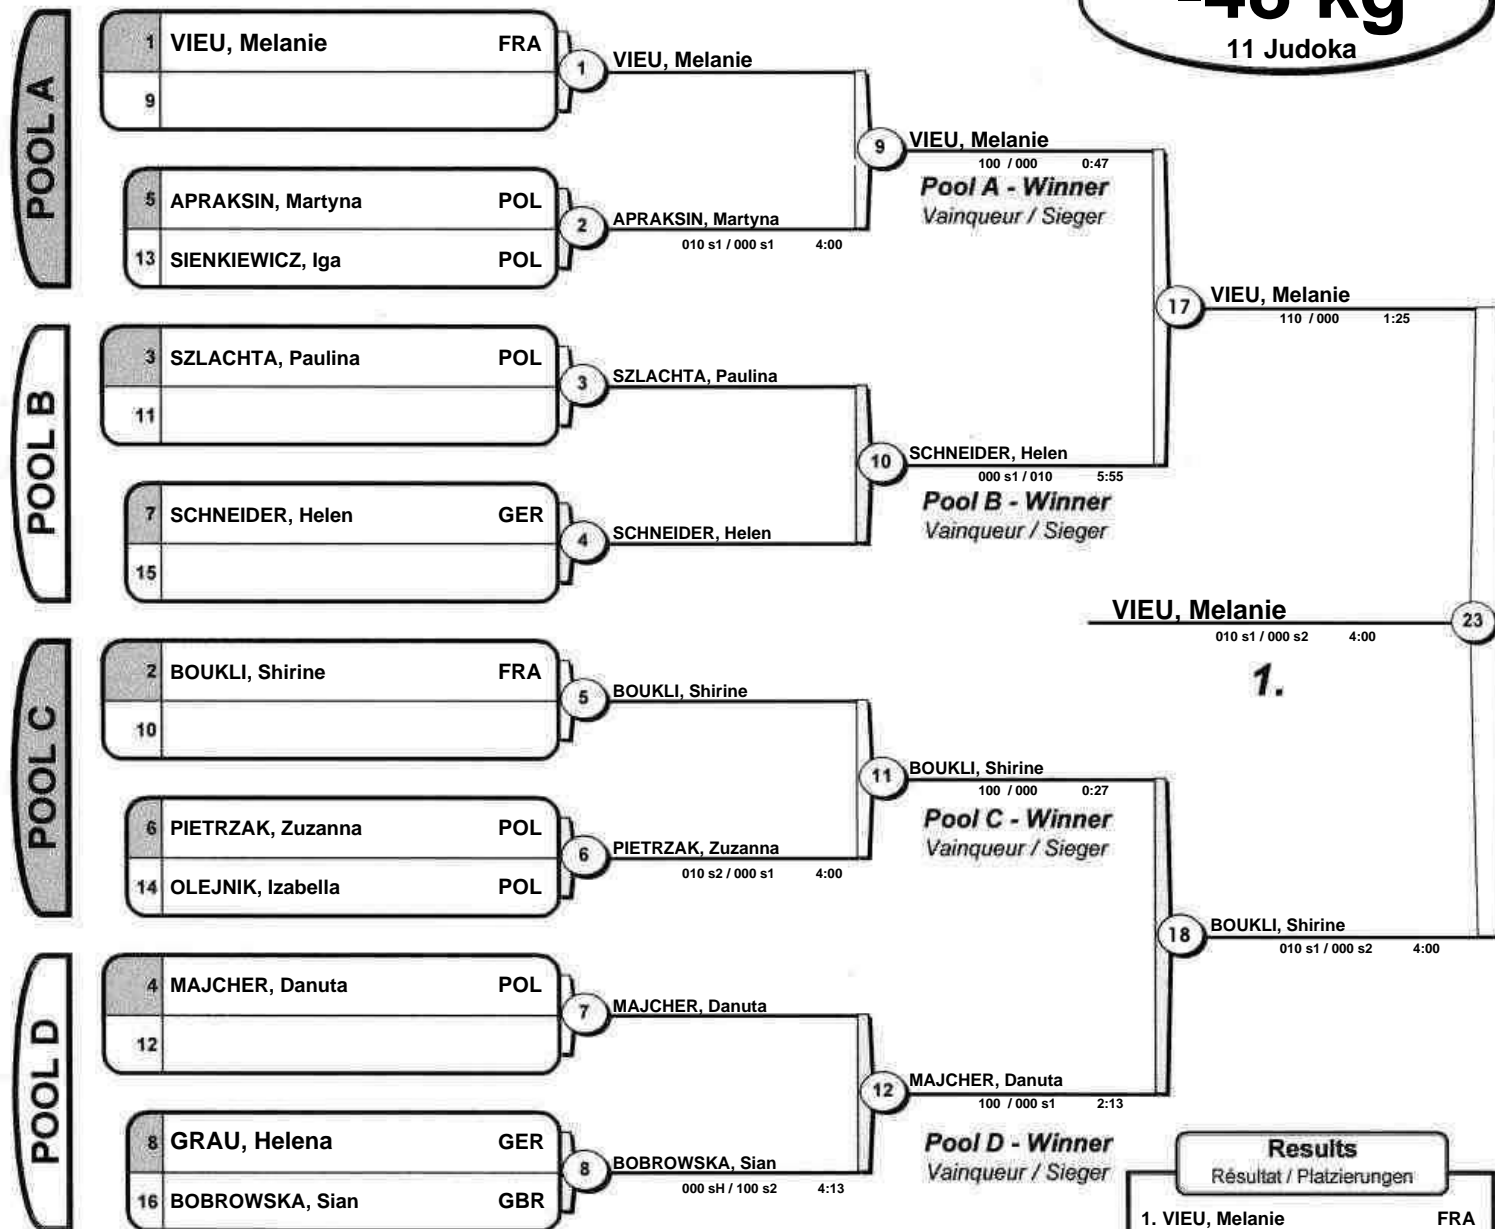 -48 kg
11 Judoka
POOL A
1 VIEU, Melanie FRA
9
1 VIEU, Melanie
5 APRAKSIN, Martyna POL
13 SIENKIEWICZ, Iga POL
2 APRAKSIN, Martyna
010 s1 / 000 s1 4:00
9 VIEU, Melanie
100 / 000 0:47
Pool A - Winner
Vainqueur / Sieger
POOL B
3 SZLACHTA, Paulina POL
11
3 SZLACHTA, Paulina
7 SCHNEIDER, Helen GER
15
4 SCHNEIDER, Helen
10 SCHNEIDER, Helen
000 s1 / 010 5:55
Pool B - Winner
Vainqueur / Sieger
17 VIEU, Melanie
110 / 000 1:25
VIEU, Melanie 23
010 s1 / 000 s2 4:00
1.
POOL C
2 BOUKLI, Shirine FRA
10
5 BOUKLI, Shirine
6 PIETRZAK, Zuzanna POL
14 OLEJNIK, Izabella POL
6 PIETRZAK, Zuzanna
010 s2 / 000 s1 4:00
11 BOUKLI, Shirine
100 / 000 0:27
Pool C - Winner
Vainqueur / Sieger
POOL D
4 MAJCHER, Danuta POL
12
7 MAJCHER, Danuta
8 GRAU, Helena GER
16 BOBROWSKA, Sian GBR
8 BOBROWSKA, Sian
000 sH / 100 s2 4:13
12 MAJCHER, Danuta
100 / 000 s1 2:13
Pool D - Winner
Vainqueur / Sieger
18 BOUKLI, Shirine
010 s1 / 000 s2 4:00
Results
Résultat / Platzierungen
1. VIEU, Melanie FRA